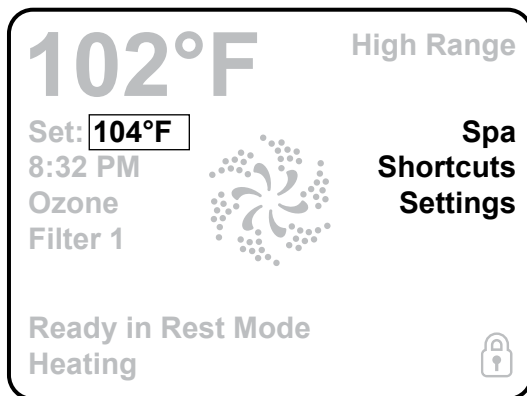 102°F
High Range
Set: 104°F
Spa
8:32 PM
Shortcuts
Ozone
Settings
Filter 1
Ready in Rest Mode
Heating